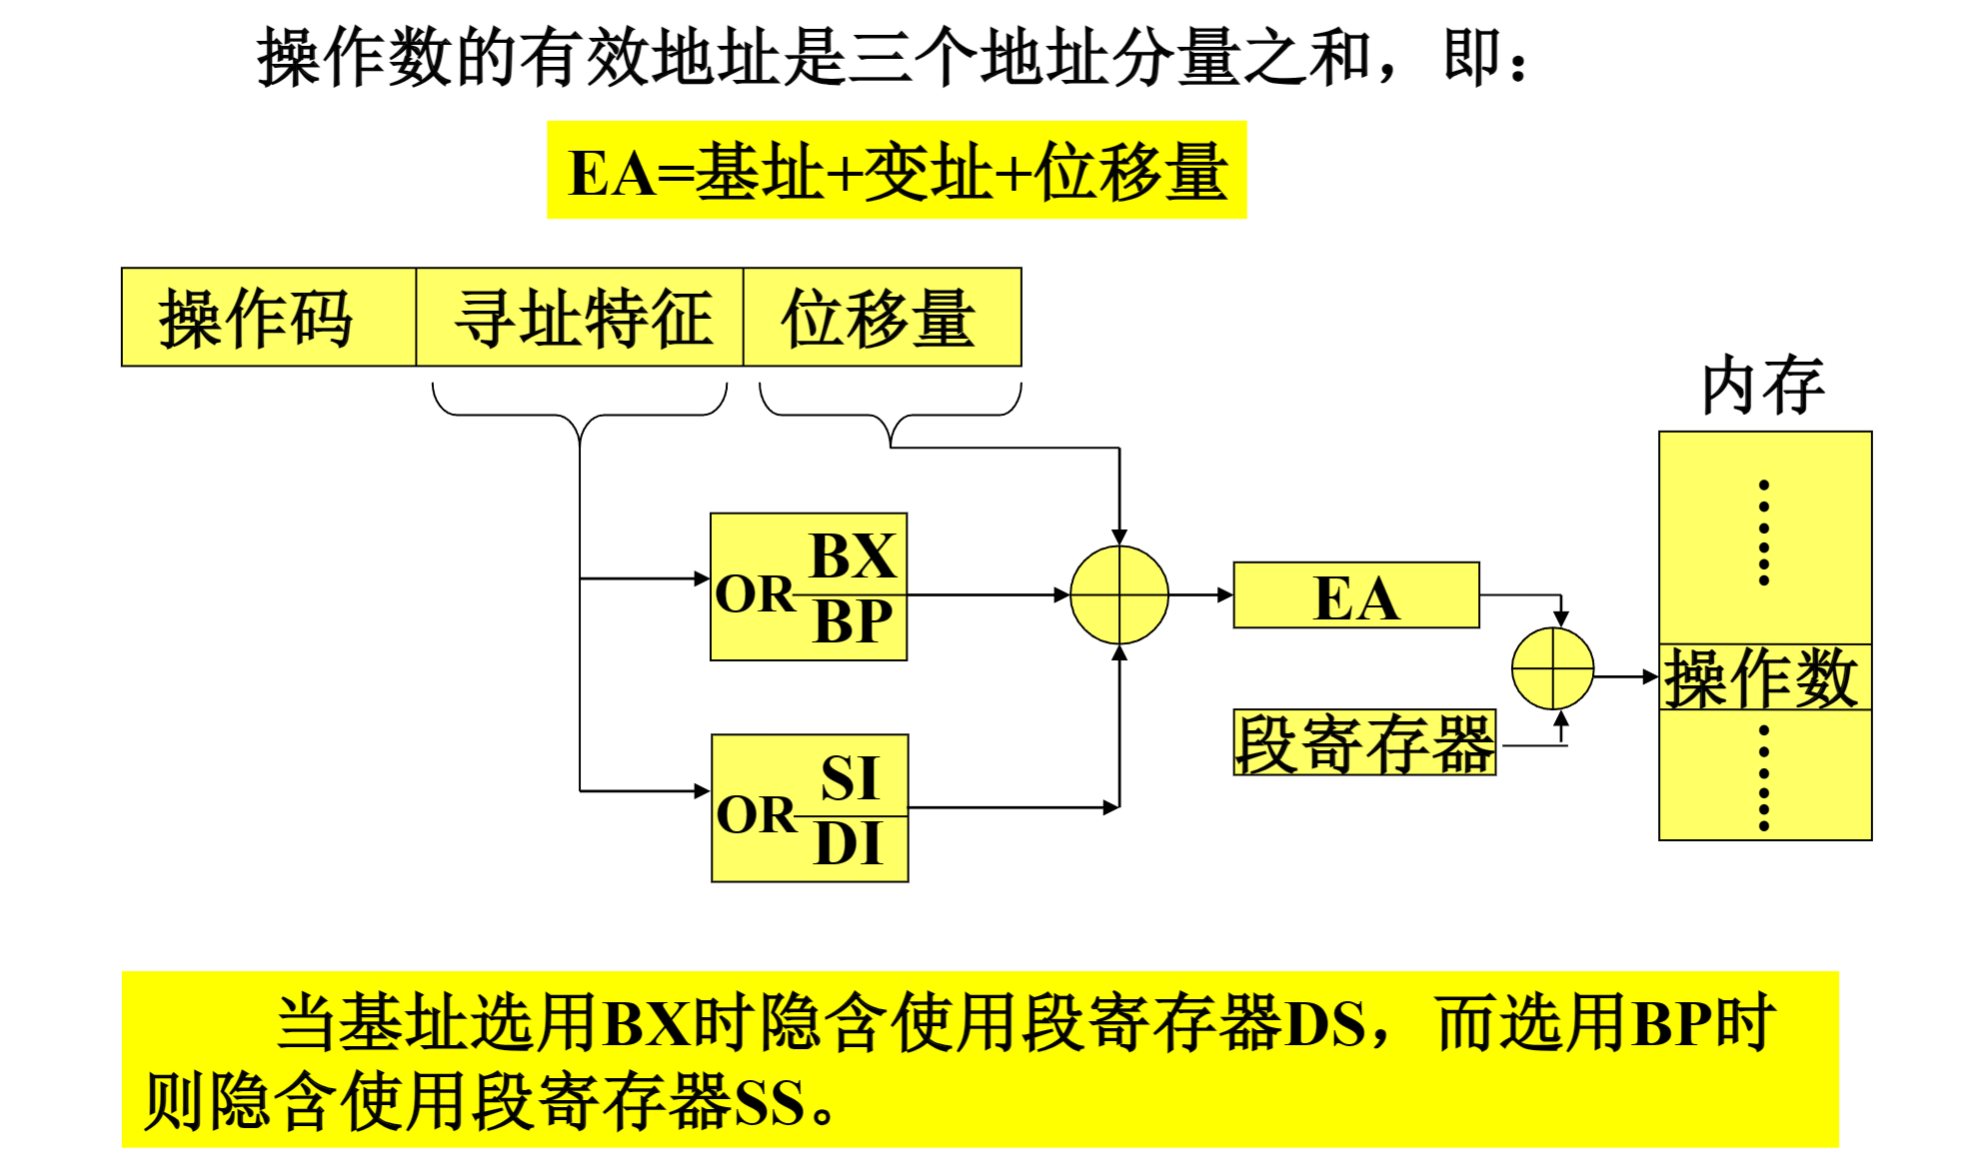 操作数的有效地址是三个地址分量之和，即：
EA=基址+变址+位移量
操作码 寻址特征 位移量
内存
BX
OR
BP
EA
操作数
段寄存器
SI
OR
DI
当基址选用BX时隐含使用段寄存器DS，而选用BP时
则隐含使用段寄存器SS。